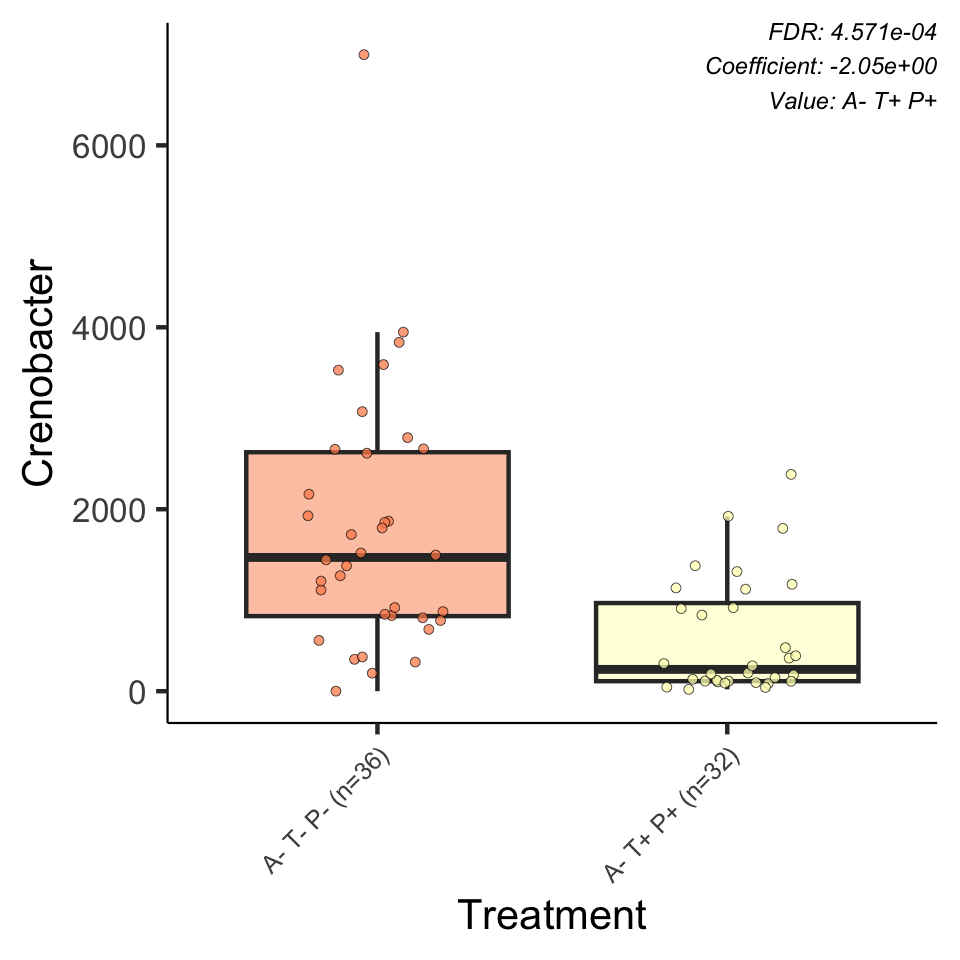 FDR: 4.571e-04
Coefficient: -2.05e+00
Value: A- T+ P+
6000
4000
2000
0
Crenobacter
A- T- P- (n=36)
A- T+ P+ (n=32)
Treatment